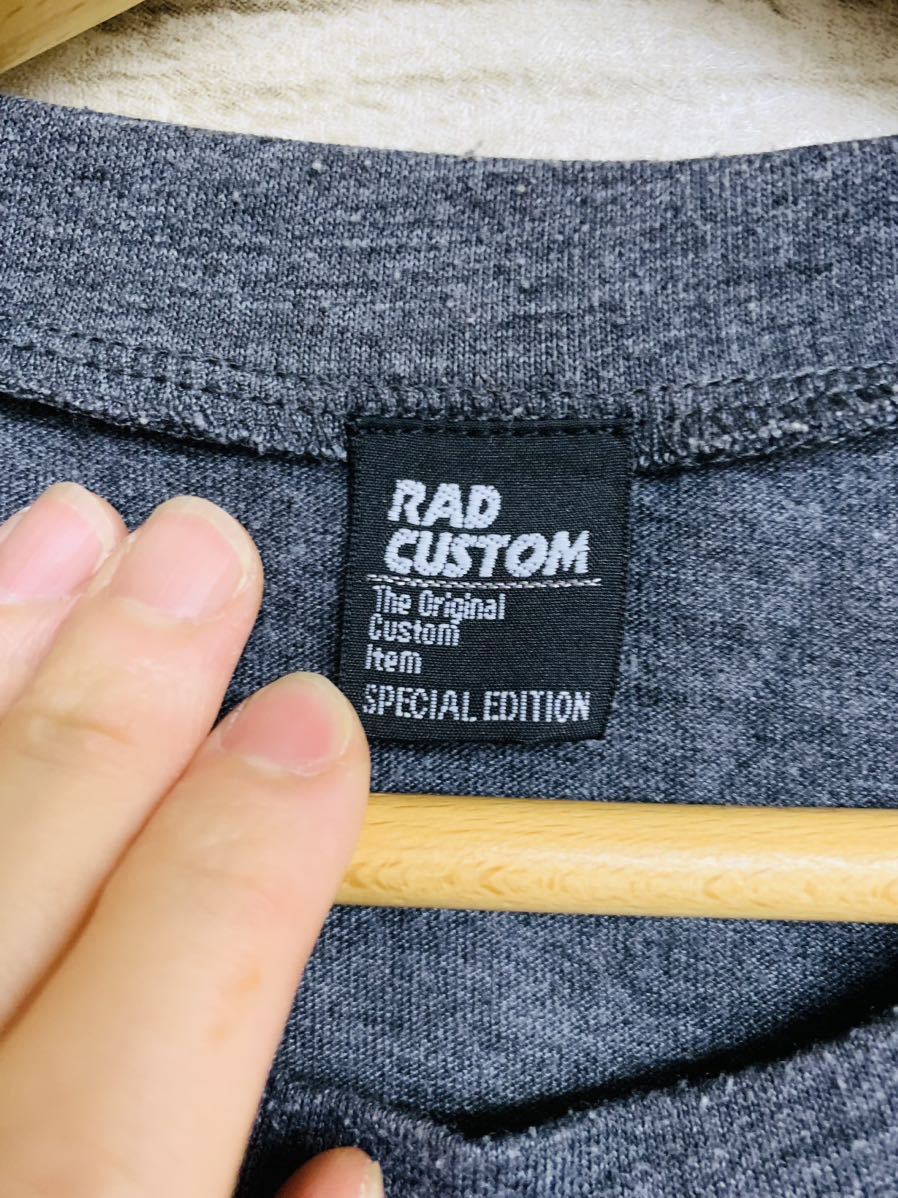 RAD
CUSTOM
The Original
Custom
Item
SPECIAL EDITION